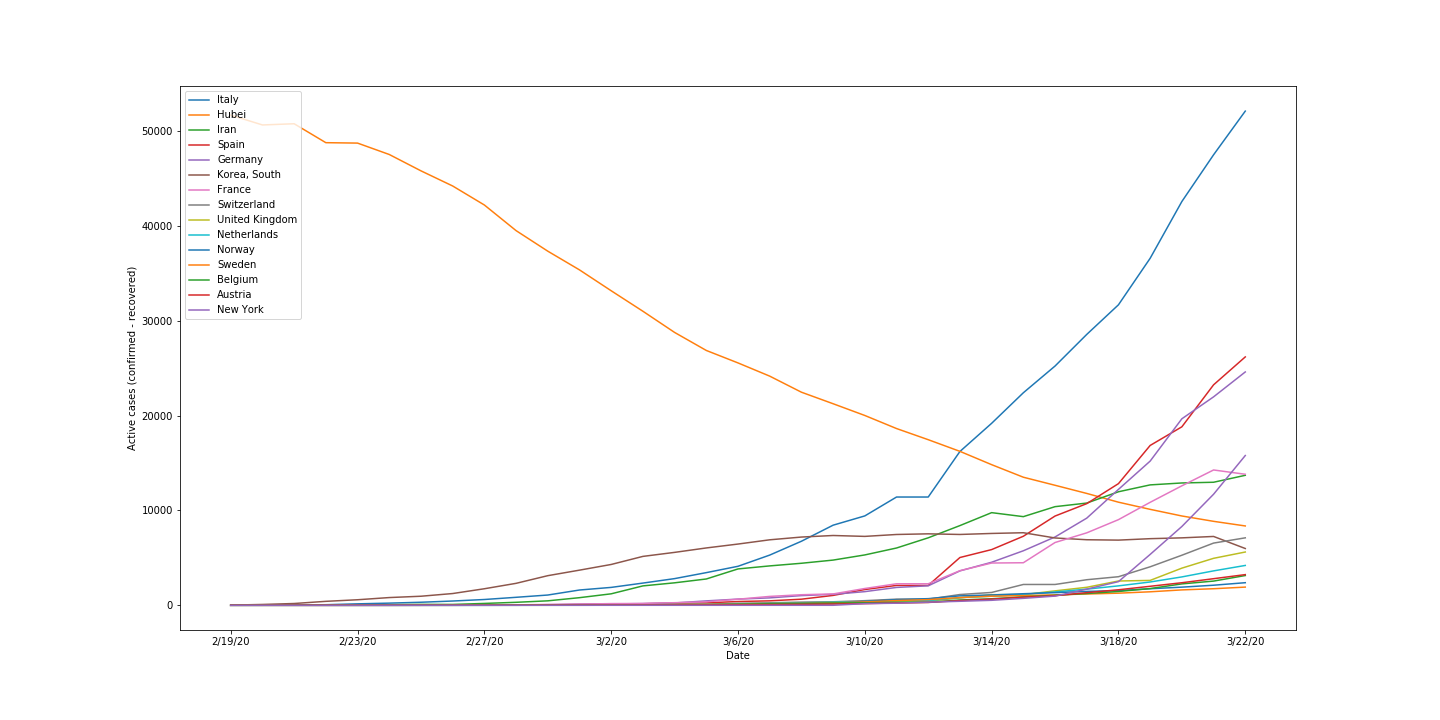 Italy
Hubei
Iran
Spain
Germany
Korea, South
France
Switzerland
United Kingdom
Netherlands
Norway
Sweden
Belgium
Austria
New York
50000
40000
30000
20000
10000
0
Active cases (confirmed - recovered)
2/19/20 2/23/20 2/27/20 3/2/20 3/6/20 3/10/20 3/14/20 3/18/20 3/22/20
Date